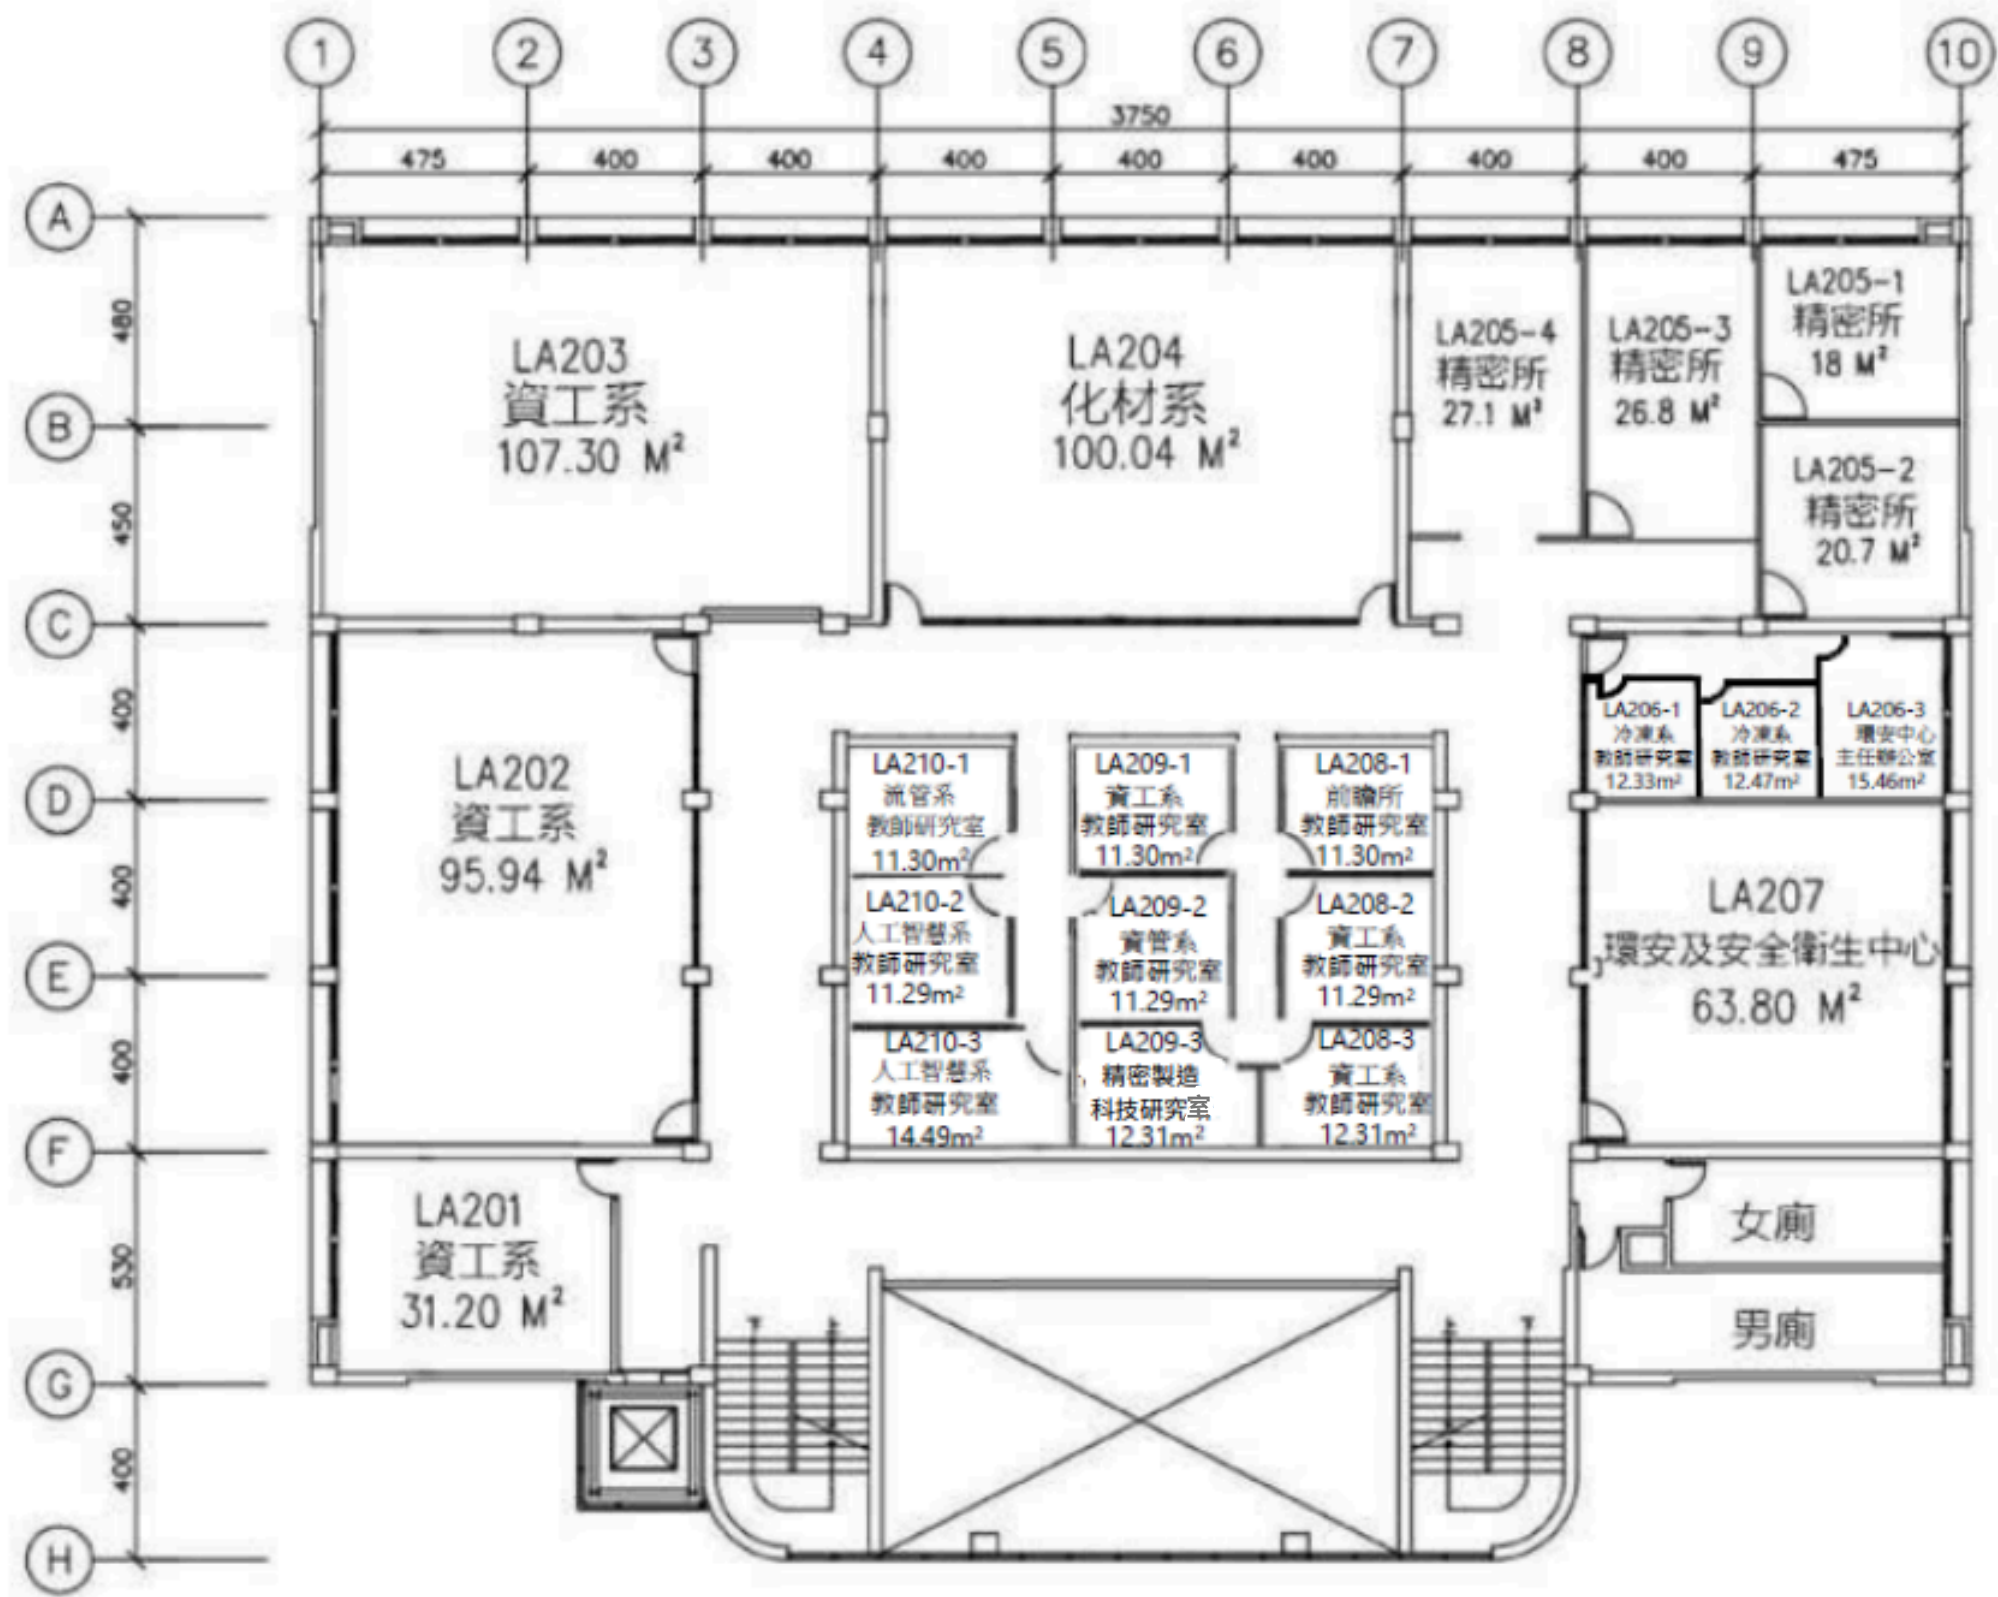 1 2 3 4 5 6 7 8 9 10
3750
475 400 400 400 400 400 400 400 475
A
B
C
D
E
F
G
H
480
450
400
400
400
530
400
LA203
資工系
107.30 M²
LA204
化材系
100.04 M²
LA205-4
精密所
27.1 M²
LA205-3
精密所
26.8 M²
LA205-1
精密所
18 M²
LA205-2
精密所
20.7 M²
LA202
資工系
95.94 M²
LA210-1
流管系
教師研究室
11.30m²
LA209-1
資工系
教師研究室
11.30m²
LA208-1
前瞻所
教師研究室
11.30m²
LA206-1
冷凍系
教師研究室
12.33m²
LA206-2
冷凍系
教師研究室
12.47m²
LA206-3
環安中心
主任辦公室
15.46m²
LA210-2
人工智慧系
教師研究室
11.29m²
LA209-2
資管系
教師研究室
11.29m²
LA208-2
資工系
教師研究室
11.29m²
LA207
環安及安全衛生中心
63.80 M²
LA210-3
人工智慧系
教師研究室
14.49m²
LA209-3
精密製造
科技研究室
12.31m²
LA208-3
資工系
教師研究室
12.31m²
LA201
資工系
31.20 M²
女廁
男廁